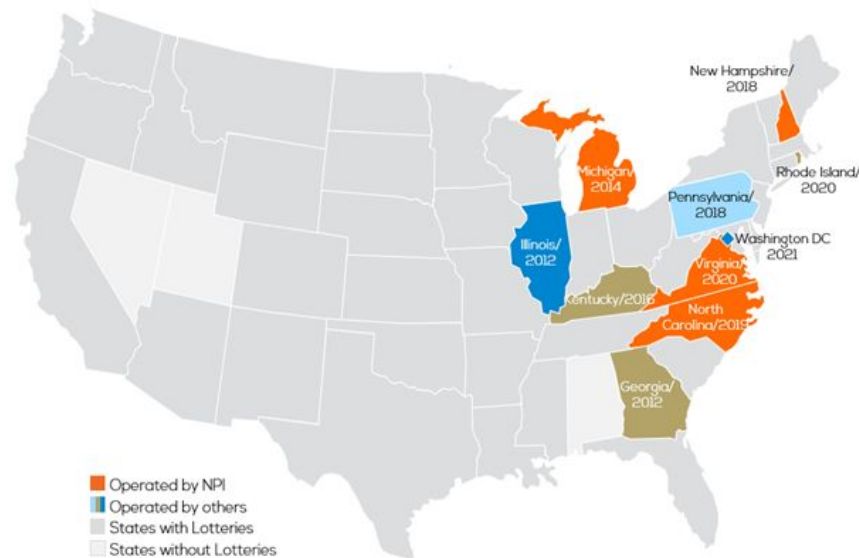 New Hampshire/
2018
Michigan/
2014
Rhode Island/
2020
Pennsylvania/
2018
Washington DC
2021
Illinois/
2012
Virginia/
2020
Kentucky/2016
North
Carolina/2019
Georgia/
2012
Operated by NPI
Operated by others
States with Lotteries
States without Lotteries